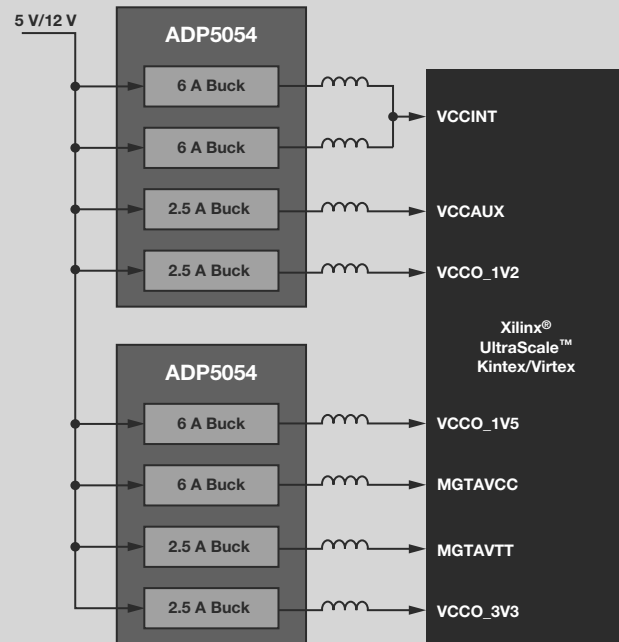 5 V/12 V
ADP5054
6 A Buck
6 A Buck
VCCINT
2.5 A Buck
VCCAUX
2.5 A Buck
VCCO_1V2
Xilinx®
UltraScale™
Kintex/Virtex
ADP5054
6 A Buck
VCCO_1V5
6 A Buck
MGTAVCC
2.5 A Buck
MGTAVTT
2.5 A Buck
VCCO_3V3